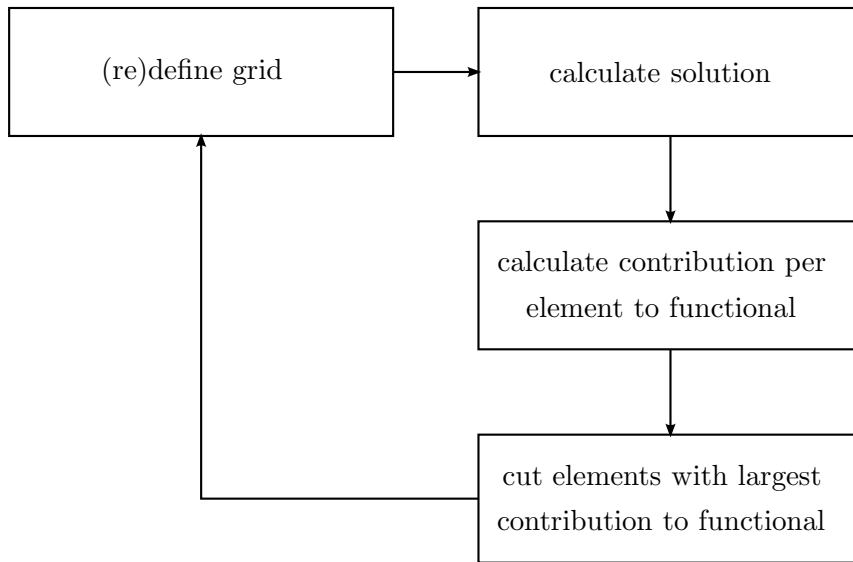 (re)define grid
calculate solution
calculate contribution per
element to functional
cut elements with largest
contribution to functional